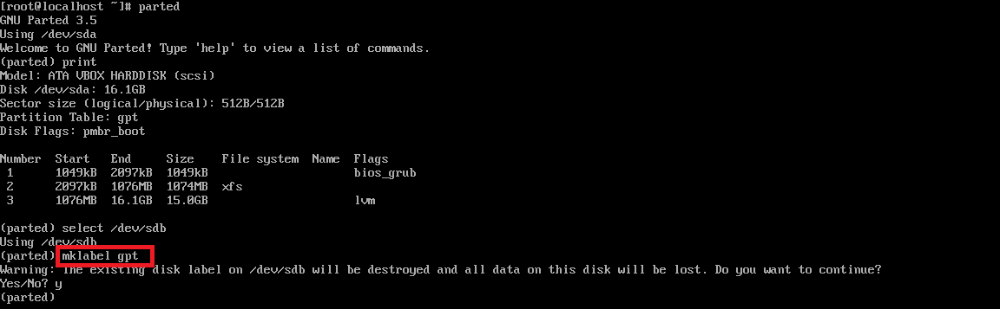 [root@localhost ~]# parted
GNU Parted 3.5
Using /dev/sda
Welcome to GNU Parted! Type 'help' to view a list of commands.
(parted) print
Model: ATA VBOX HARDDISK (scsi)
Disk /dev/sda: 16.1GB
Sector size (logical/physical): 512B/512B
Partition Table: gpt
Disk Flags: pmbr_boot
Number  Start   End     Size    File system  Name  Flags
 1      1049kB  2097kB  1049kB                     bios_grub
 2      2097kB  1076MB  1074MB  xfs
 3      1076MB  16.1GB  15.0GB                     lvm
(parted) select /dev/sdb
Using /dev/sdb
(parted) mklabel gpt
Warning: The existing disk label on /dev/sdb will be destroyed and all data on this disk will be lost. Do you want to continue?
Yes/No? y
(parted)